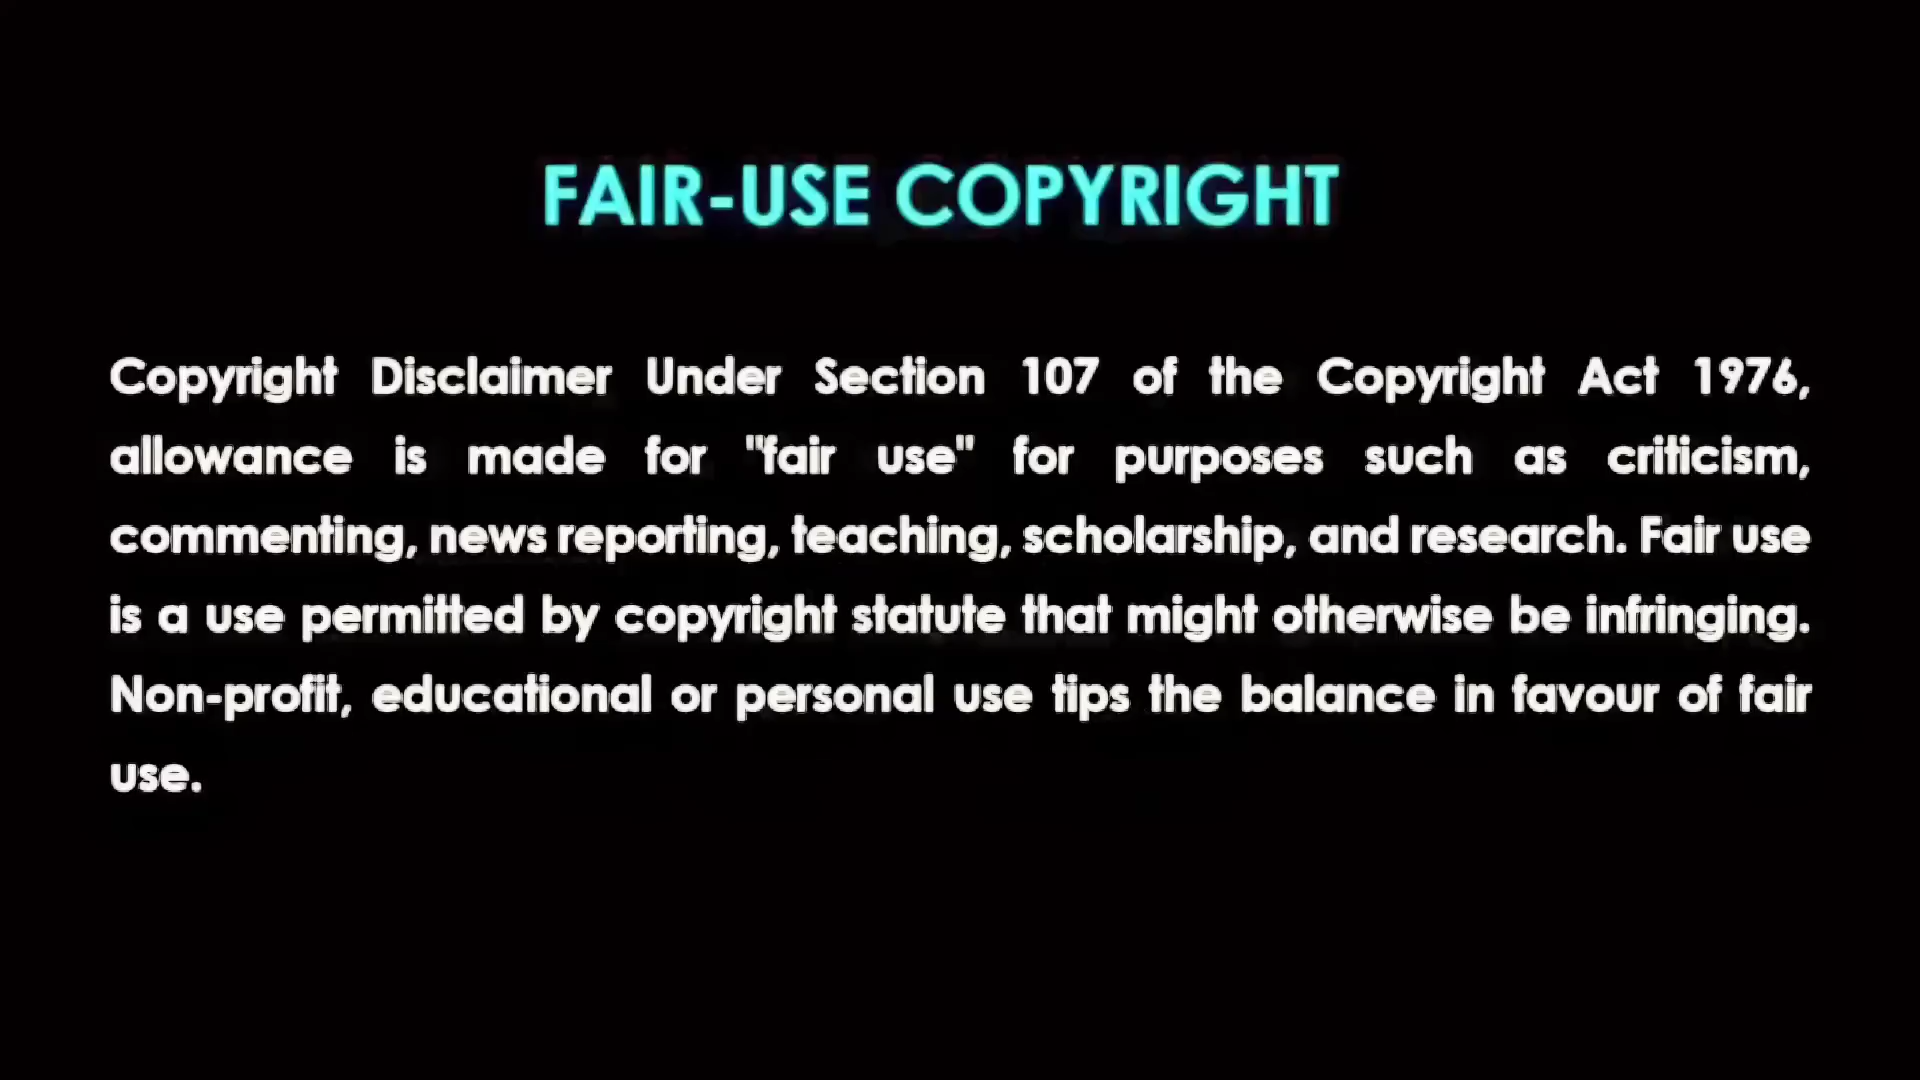 FAIR-USE COPYRIGHT
Copyright Disclaimer Under Section 107 of the Copyright Act 1976,
allowance is made for "fair use" for purposes such as criticism,
commenting, news reporting, teaching, scholarship, and research. Fair use
is a use permitted by copyright statute that might otherwise be infringing.
Non-profit, educational or personal use tips the balance in favour of fair
use.